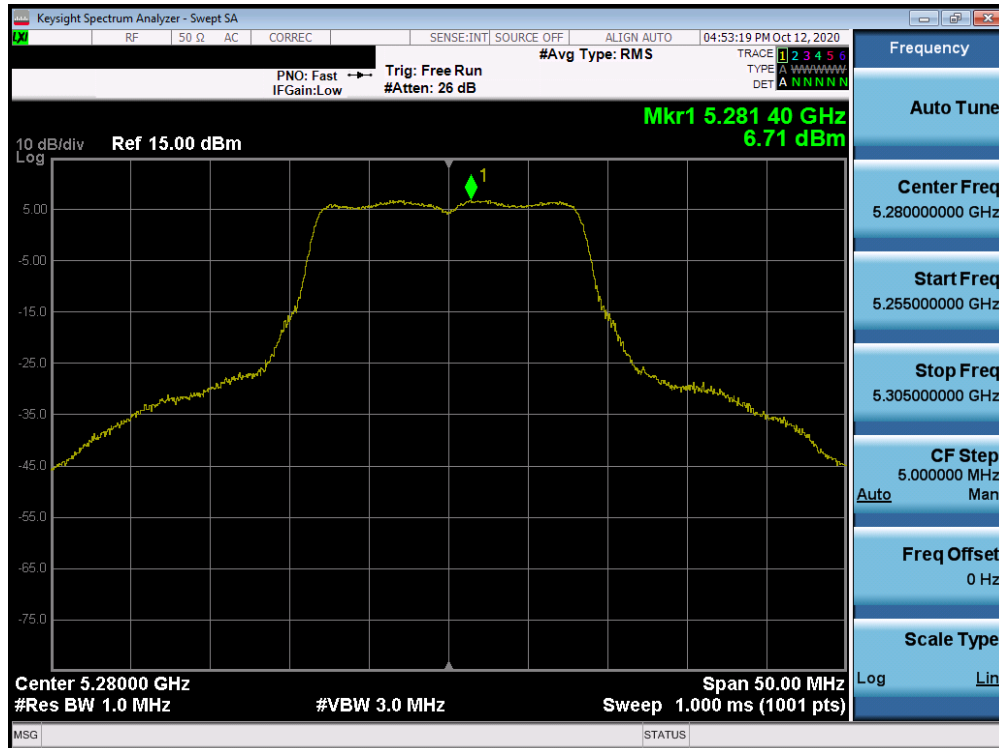 Keysight Spectrum Analyzer - Swept SA
LXI RF 50 Ω AC CORREC SENSE:INT SOURCE OFF ALIGN AUTO 04:53:19 PM Oct 12, 2020
#Avg Type: RMS TRACE 1 2 3 4 5 6
PNO: Fast Trig: Free Run TYPE A WWWWW
IFGain:Low #Atten: 26 dB DET A N N N N N
Mkr1 5.281 40 GHz
6.71 dBm
10 dB/div Ref 15.00 dBm
Log
1
5.00
-5.00
-15.0
-25.0
-35.0
-45.0
-55.0
-65.0
-75.0
Center 5.28000 GHz Span 50.00 MHz
#Res BW 1.0 MHz #VBW 3.0 MHz Sweep 1.000 ms (1001 pts)
MSG STATUS
Frequency
Auto Tune
Center Freq
5.280000000 GHz
Start Freq
5.255000000 GHz
Stop Freq
5.305000000 GHz
CF Step
5.000000 MHz
Auto Man
Freq Offset
0 Hz
Scale Type
Log Lin